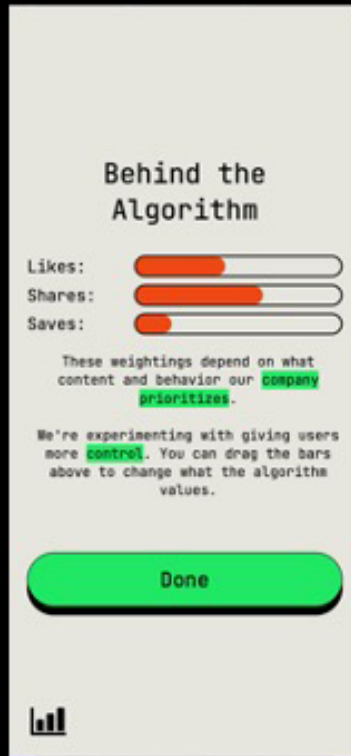 Behind the
Algorithm
Likes:
Shares:
Saves:
These weightings depend on what
content and behavior our company
prioritizes.
We're experimenting with giving users
more control. You can drag the bars
above to change what the algorithm
values.
Done